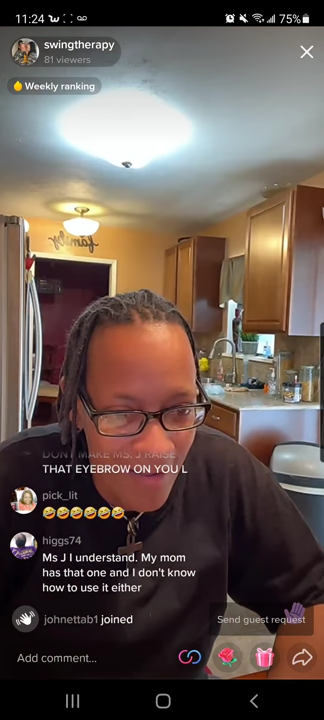 11:24
75%
swingtherapy
81 viewers
Weekly ranking
family
DONT MAKE MS. J RAISE
THAT EYEBROW ON YOU L
pick_lit
🤣🤣🤣🤣🤣🤣
higgs74
Ms J I understand. My mom
has that one and I don't know
how to use it either
johnettab1 joined
Send guest request
Add comment...